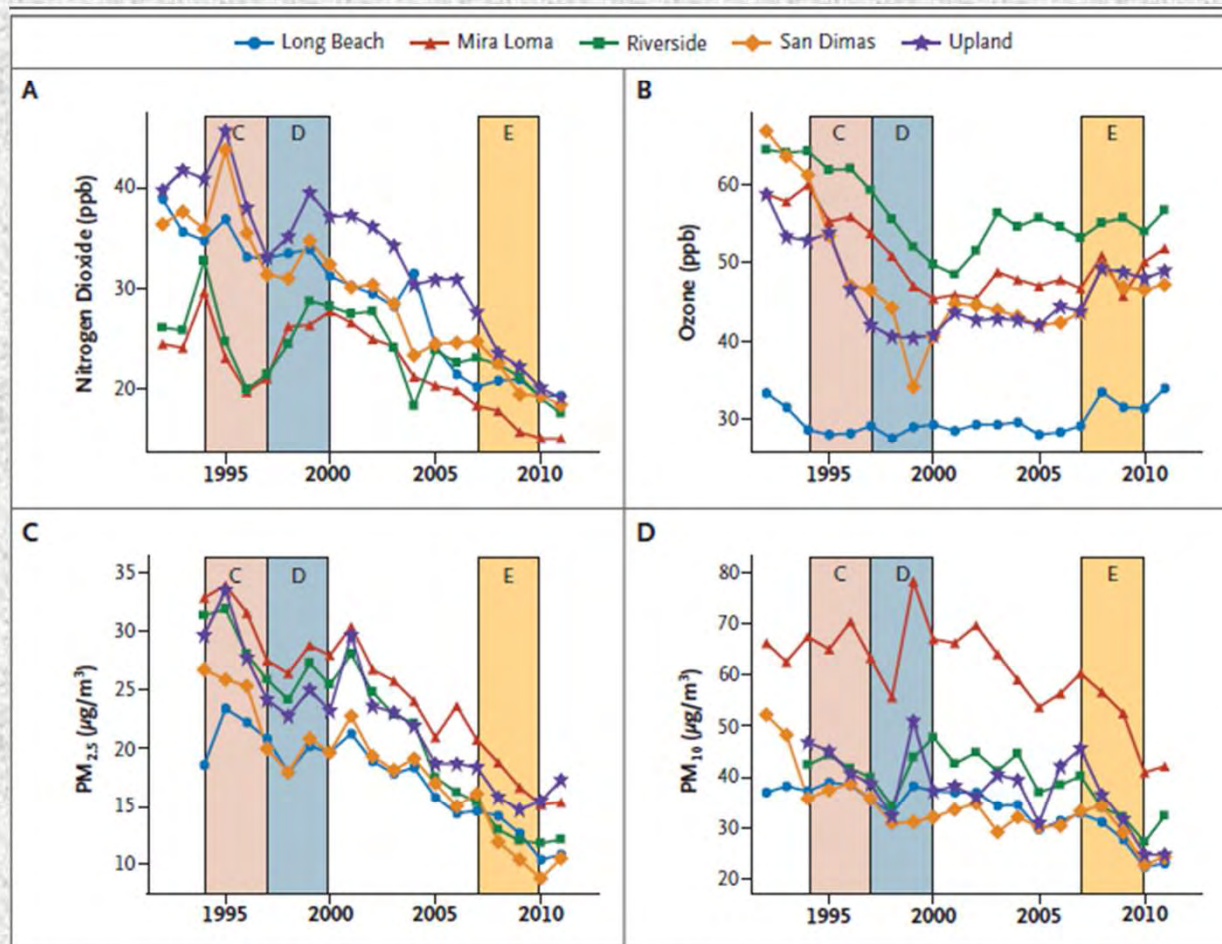 Long Beach Mira Loma Riverside San Dimas Upland
A
C D E
Nitrogen Dioxide (ppb)
40
30
20
1995 2000 2005 2010
B
C D E
Ozone (ppb)
60
50
40
30
1995 2000 2005 2010
C
C D E
PM2.5 (μg/m3)
35
30
25
20
15
10
1995 2000 2005 2010
D
C D E
PM10 (μg/m3)
80
70
60
50
40
30
20
1995 2000 2005 2010